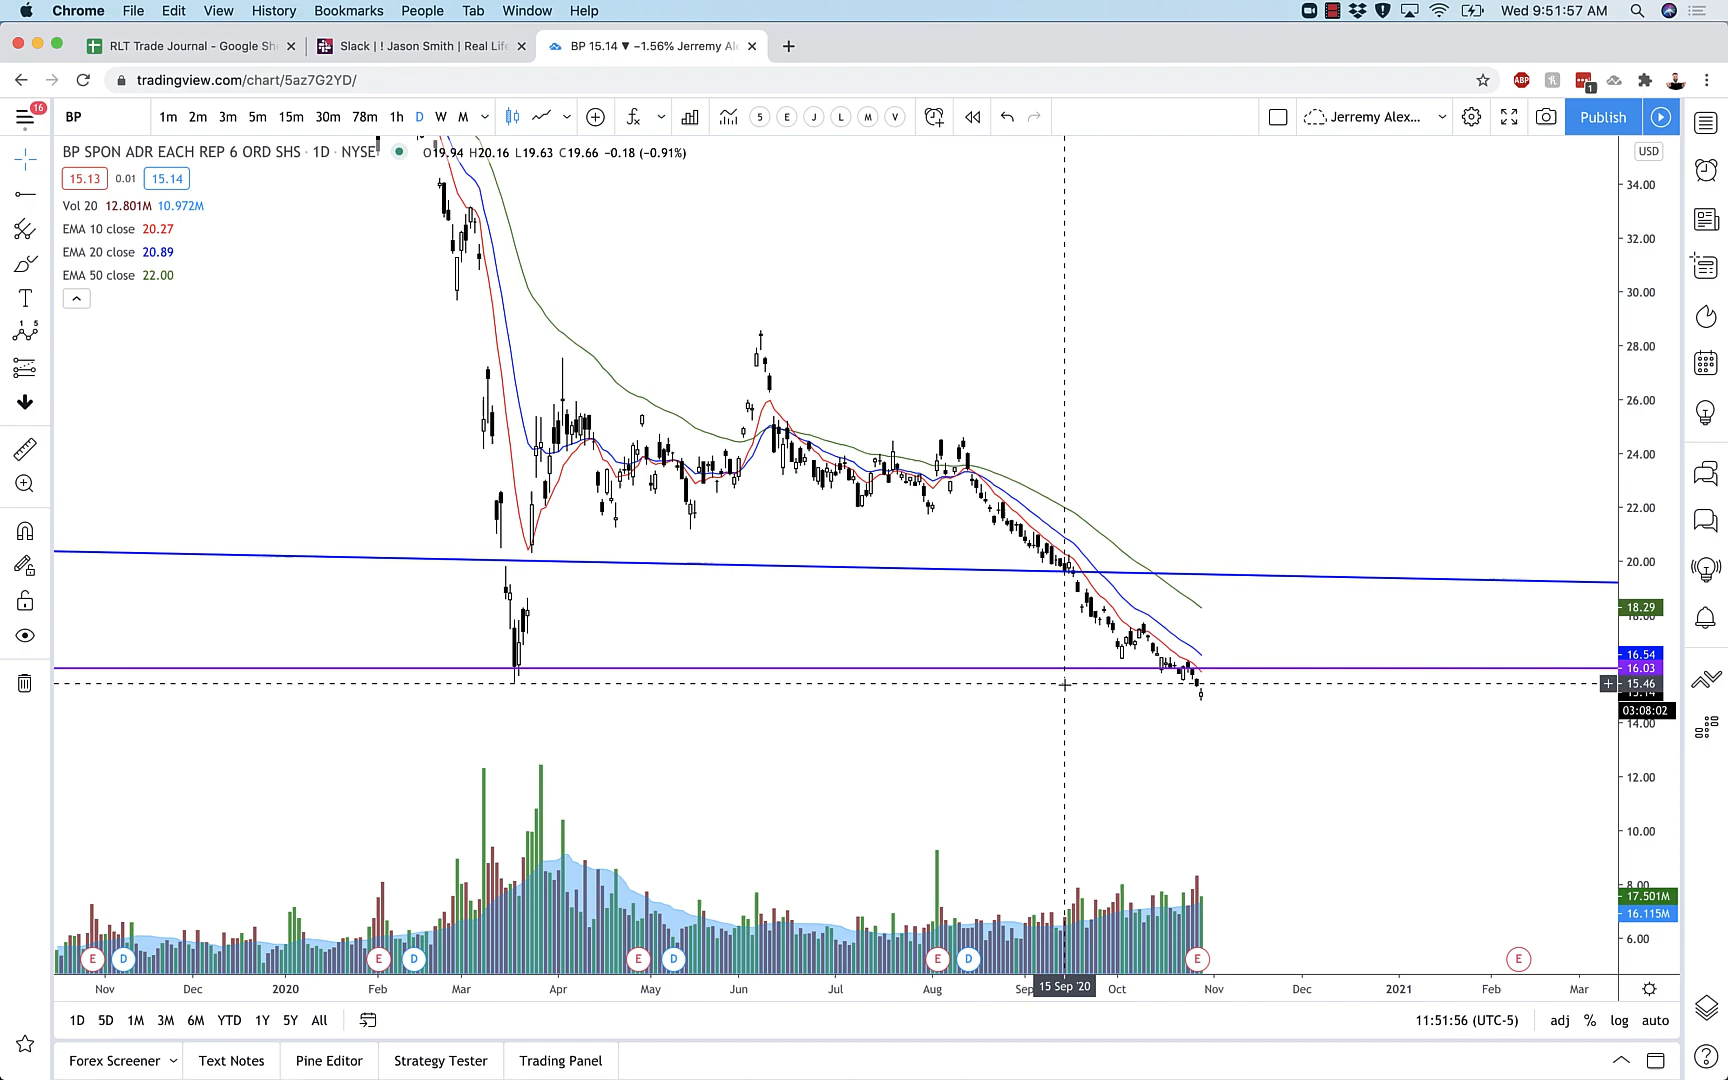 Chrome File Edit View History Bookmarks People Tab Window Help Wed 9:51:57 AM
RLT Trade Journal - Google Sh Slack | ! Jason Smith | Real Life BP 15.14 ▼ −1.56% Jerremy Al
tradingview.com/chart/5az7G2YD/ ABP 1
16 BP 1m 2m 3m 5m 15m 30m 78m 1h D W M 5 E J L M V Jerremy Alex... Publish
BP SPON ADR EACH REP 6 ORD SHS · 1D · NYSE O19.94 H20.16 L19.63 C19.66 −0.18 (−0.91%) USD
15.13 0.01 15.14
Vol 20 12.801M 10.972M
EMA 10 close 20.27
EMA 20 close 20.89
EMA 50 close 22.00
34.00
32.00
30.00
28.00
26.00
24.00
22.00
20.00
18.29
18.00
16.54
16.03
15.46
15.14
03:08:02
14.00
12.00
10.00
8.00
17.501M
16.115M
6.00
E D E D E D E D E E
Nov Dec 2020 Feb Mar Apr May Jun Jul Aug Sep 15 Sep '20 Oct Nov Dec 2021 Feb Mar
1D 5D 1M 3M 6M YTD 1Y 5Y All 11:51:56 (UTC-5) adj % log auto
Forex Screener Text Notes Pine Editor Strategy Tester Trading Panel